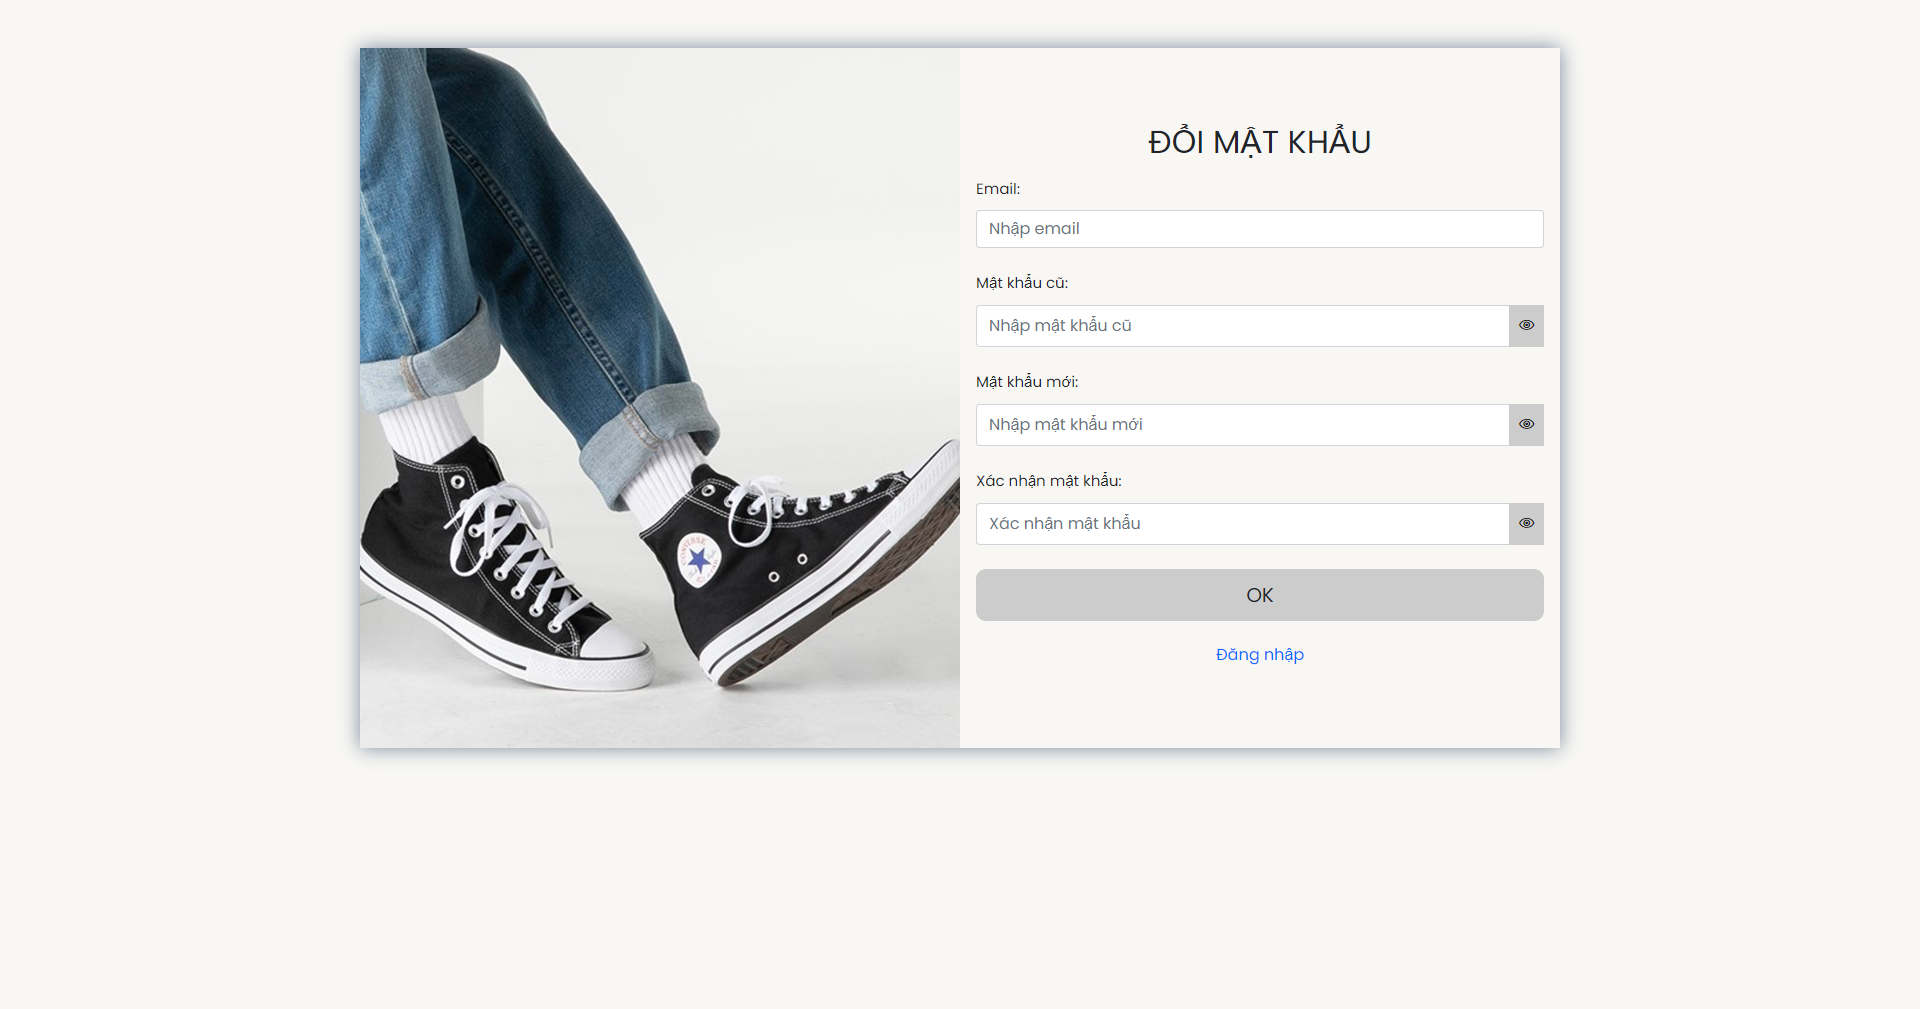 ĐỔI MẬT KHẨU
Email:
Nhập email
Mật khẩu cũ:
Nhập mật khẩu cũ
Mật khẩu mới:
Nhập mật khẩu mới
Xác nhận mật khẩu:
Xác nhận mật khẩu
OK
Đăng nhập
CONVERSE